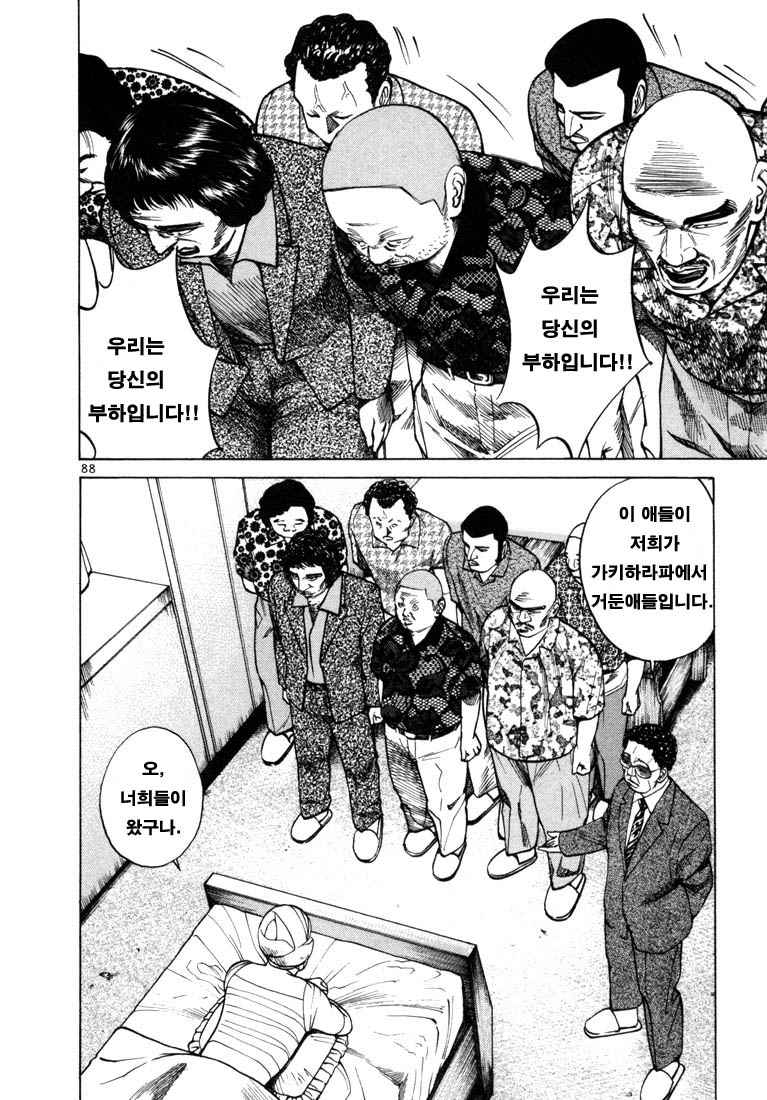 우리는
당신의
부하입니다!!
우리는
당신의
부하입니다!!
88
이 애들이
저희가
가키하라파에서
거둔애들입니다.
오,
너희들이
왔구나.